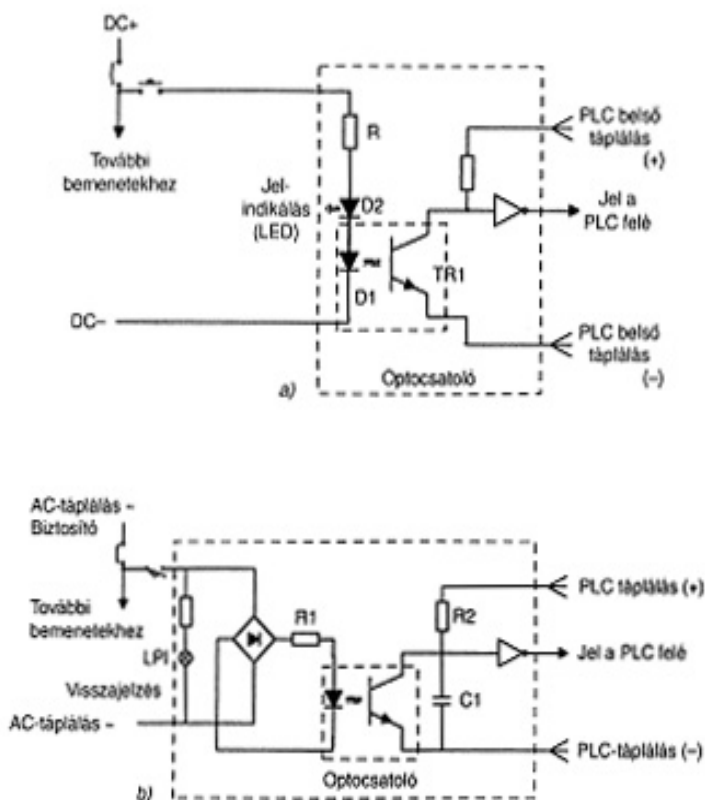 DC+
További
bemenetekhez
R
Jel-
indikálás
(LED)
D2
D1
TR1
PLC belső
táplálás
(+)
Jel a
PLC felé
DC–
PLC belső
táplálás
(–)
Optocsatoló
a)
AC-táplálás ~
Biztosító
További
bemenetekhez
LPI
Visszajelzés
AC-táplálás ~
R1
R2
C1
PLC táplálás (+)
Jel a PLC felé
PLC-táplálás (–)
Optocsatoló
b)